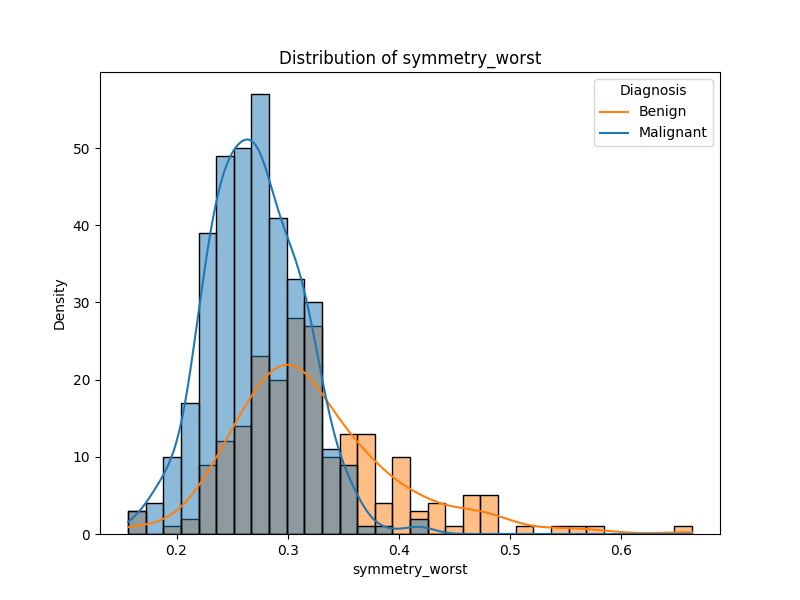 Distribution of symmetry_worst
Diagnosis
Benign
Malignant
Density
50
40
30
20
10
0
0.2 0.3 0.4 0.5 0.6
symmetry_worst